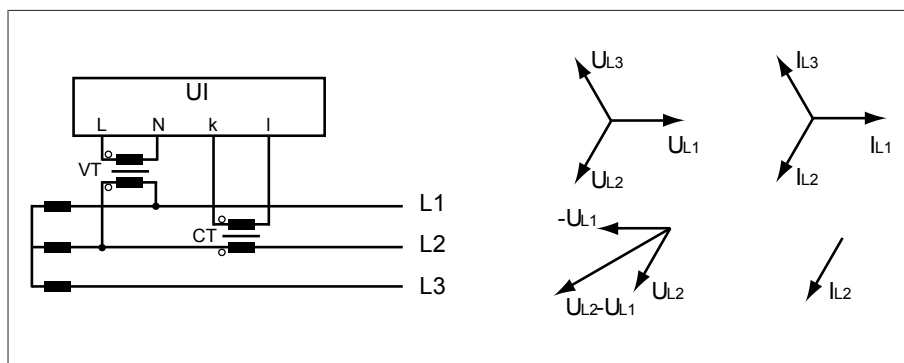 UI
L N k l
VT
CT
L1
L2
L3
UL3
UL1
UL2
IL3
IL1
IL2
-UL1
UL2
UL2-UL1
IL2